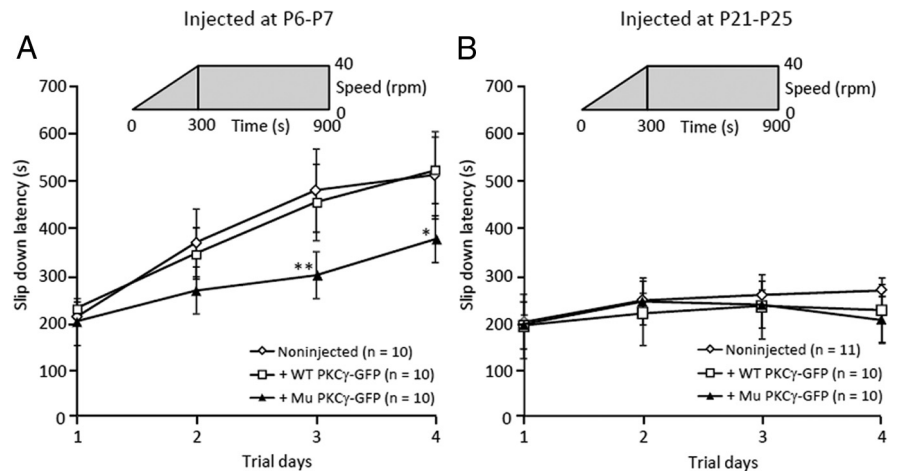 Injected at P6-P7
A
40
Speed (rpm)
0
0
300
Time (s)
900
700
600
500
400
300
200
100
0
Slip down latency (s)
**
*
Noninjected (n = 10)
+ WT PKCγ-GFP (n = 10)
+ Mu PKCγ-GFP (n = 10)
1
2
3
4
Trial days
Injected at P21-P25
B
40
Speed (rpm)
0
0
300
Time (s)
900
700
600
500
400
300
200
100
0
Slip down latency (s)
Noninjected (n = 11)
+ WT PKCγ-GFP (n = 10)
+ Mu PKCγ-GFP (n = 10)
1
2
3
4
Trial days